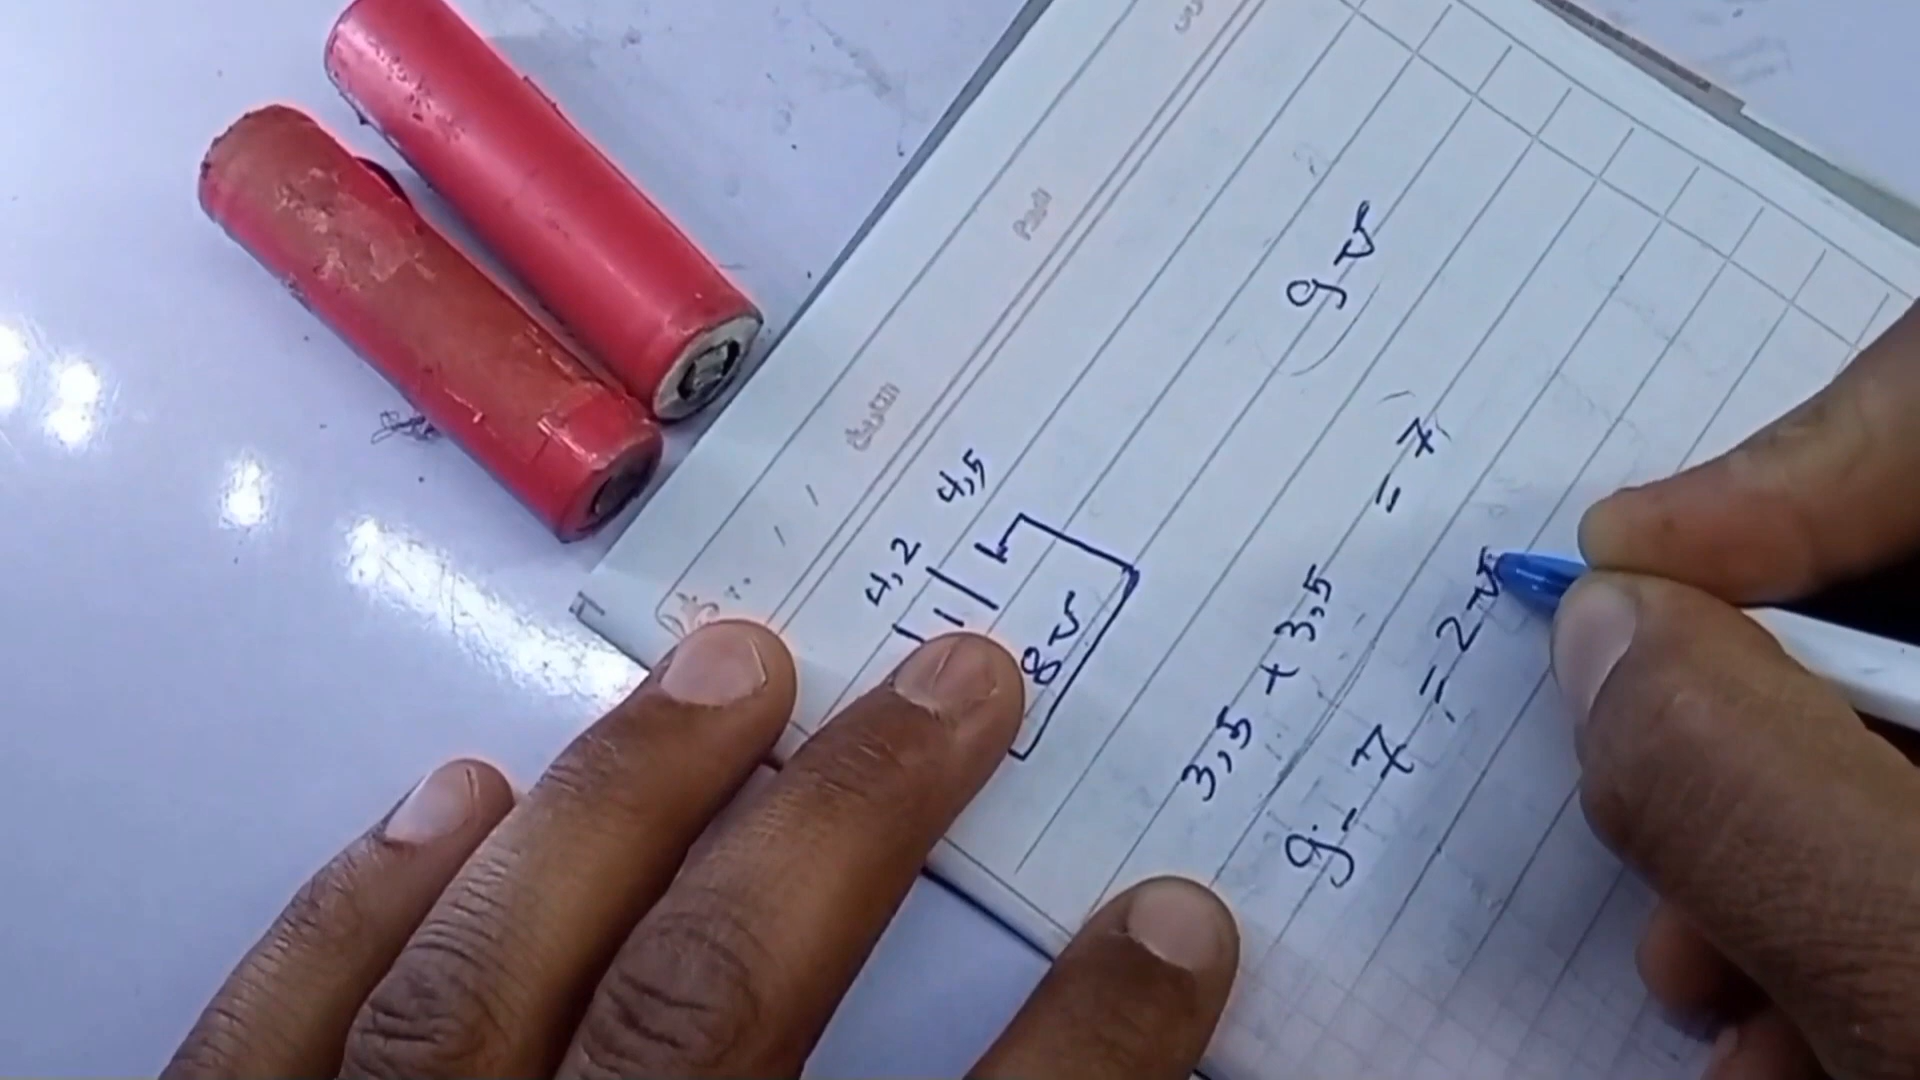 4,2 4,5
8v
9v
3,5 + 3,5 = 7
9 - 7 = 2v